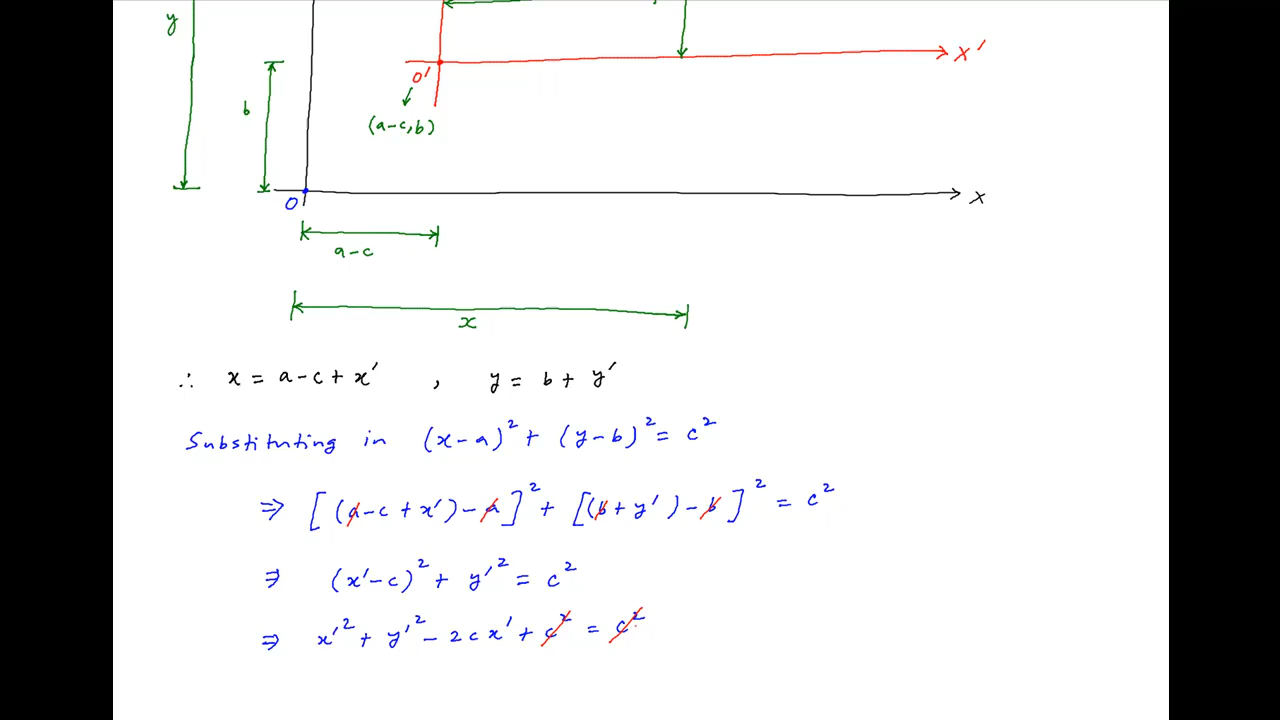 y
x'
O'
b
(a-c, b)
O
x
a-c
x
∴ x = a-c+x' , y = b+y'
Substituting in (x-a)² + (y-b)² = c²
⇒ [(a-c+x')-a]² + [(b+y')-b]² = c²
⇒ (x'-c)² + y'² = c²
⇒ x'² + y'² - 2cx' + c² = c²